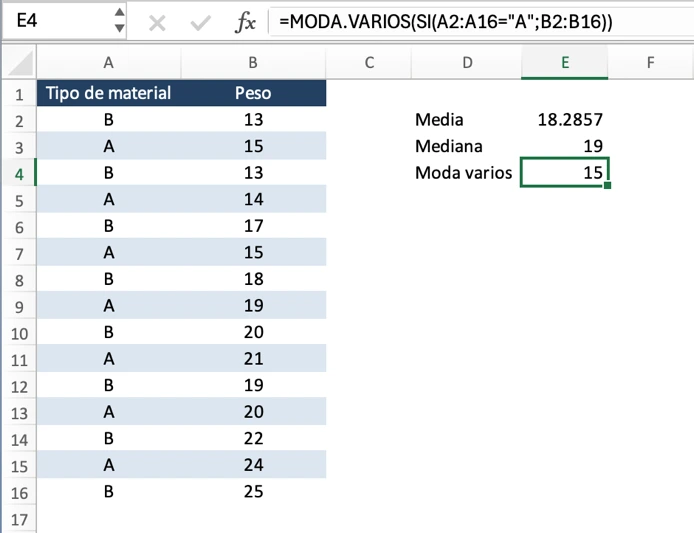 E4 fx =MODA.VARIOS(SI(A2:A16="A";B2:B16))
A B C D E F
1 Tipo de material Peso
2 B 13 Media 18.2857
3 A 15 Mediana 19
4 B 13 Moda varios 15
5 A 14
6 B 17
7 A 15
8 B 18
9 A 19
10 B 20
11 A 21
12 B 19
13 A 20
14 B 22
15 A 24
16 B 25
17